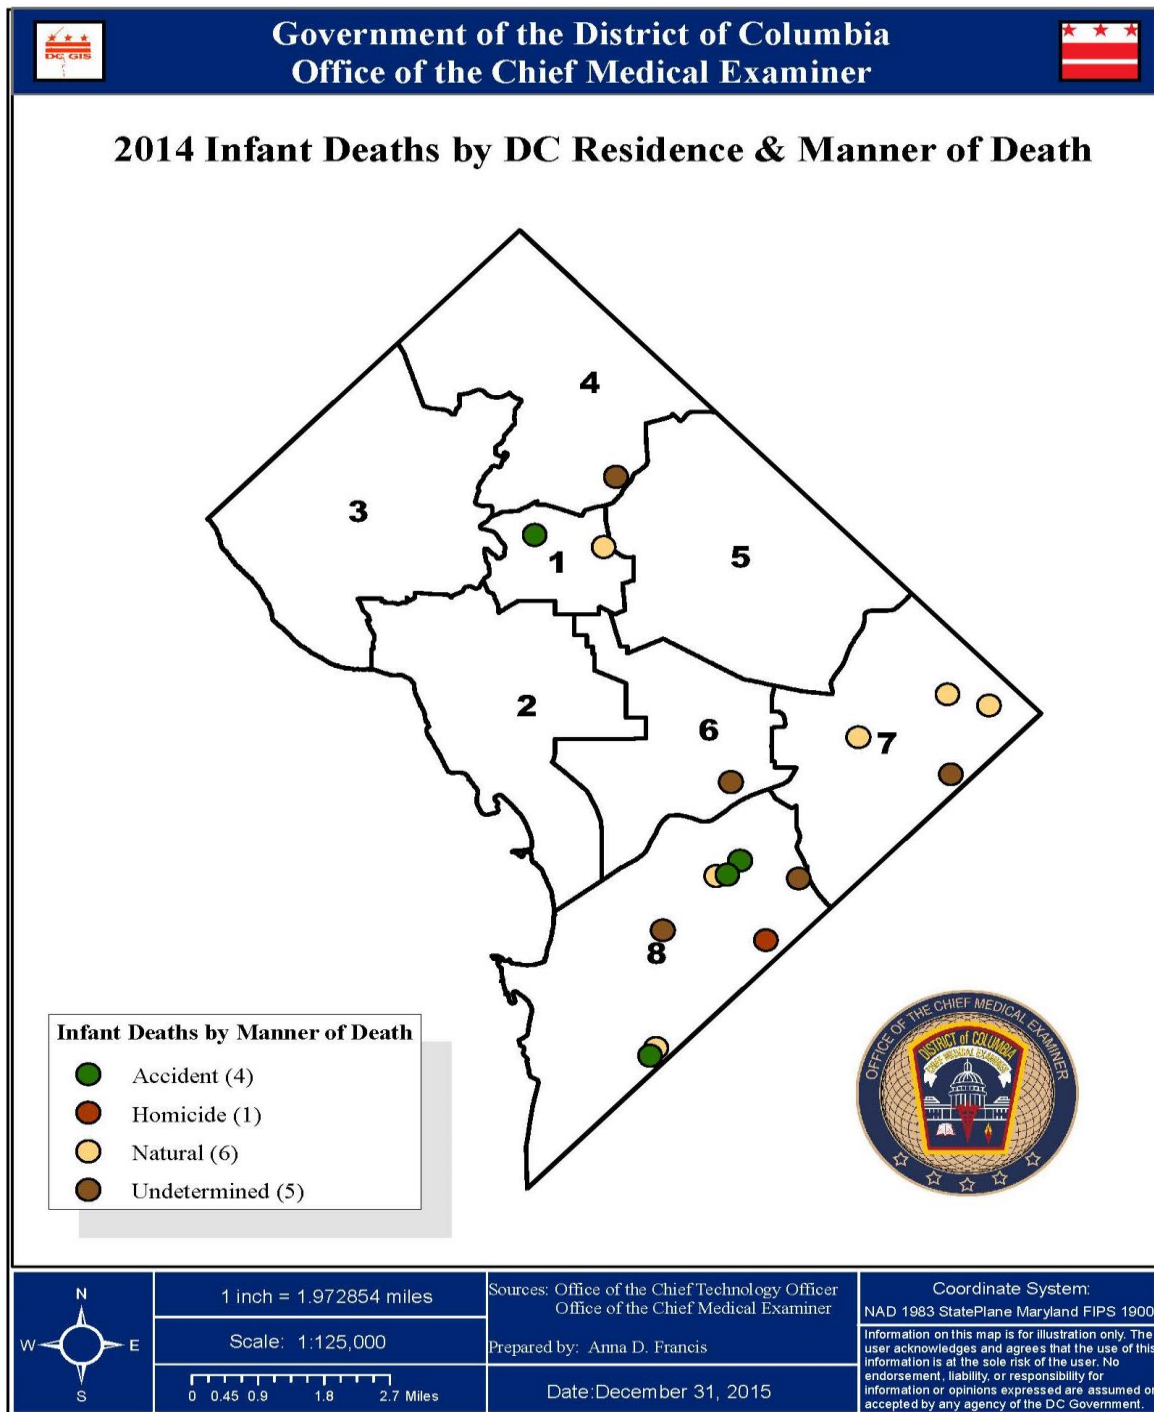 Government of the District of Columbia
Office of the Chief Medical Examiner
DC GIS
2014 Infant Deaths by DC Residence & Manner of Death
4
3
1
5
2
6
7
8
Infant Deaths by Manner of Death
Accident (4)
Homicide (1)
Natural (6)
Undetermined (5)
OFFICE OF THE CHIEF MEDICAL EXAMINER
DISTRICT of COLUMBIA
CHIEF MEDICAL EXAMINER
N
W E
S
1 inch = 1.972854 miles
Scale: 1:125,000
0 0.45 0.9 1.8 2.7 Miles
Sources: Office of the Chief Technology Officer
Office of the Chief Medical Examiner
Prepared by: Anna D. Francis
Date:December 31, 2015
Coordinate System:
NAD 1983 StatePlane Maryland FIPS 1900
Information on this map is for illustration only. The
user acknowledges and agrees that the use of this
information is at the sole risk of the user. No
endorsement, liability, or responsibility for
information or opinions expressed are assumed or
accepted by any agency of the DC Government.